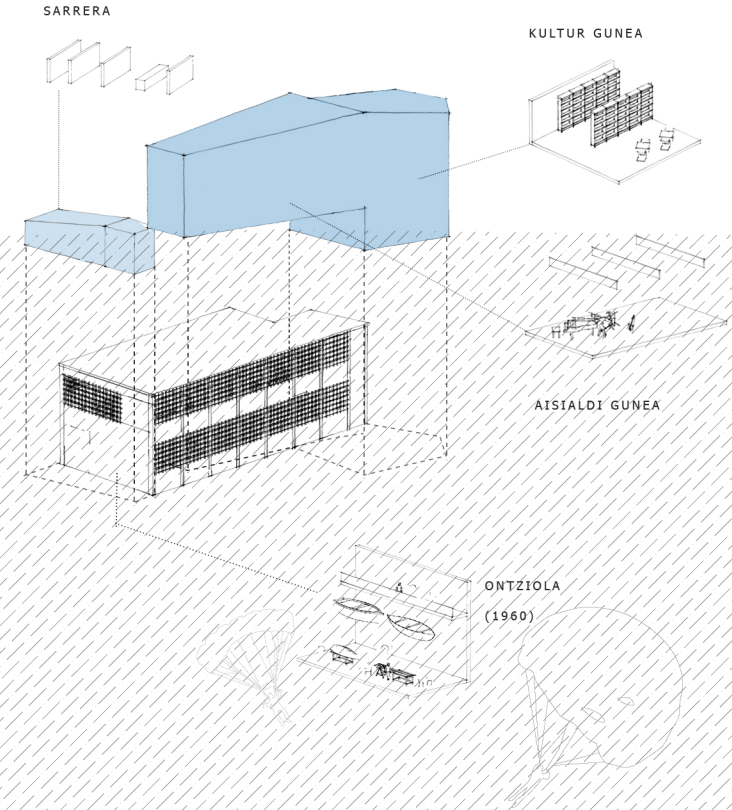 SARRERA
KULTUR GUNEA
AISIALDI GUNEA
ONTZIOLA
(1960)